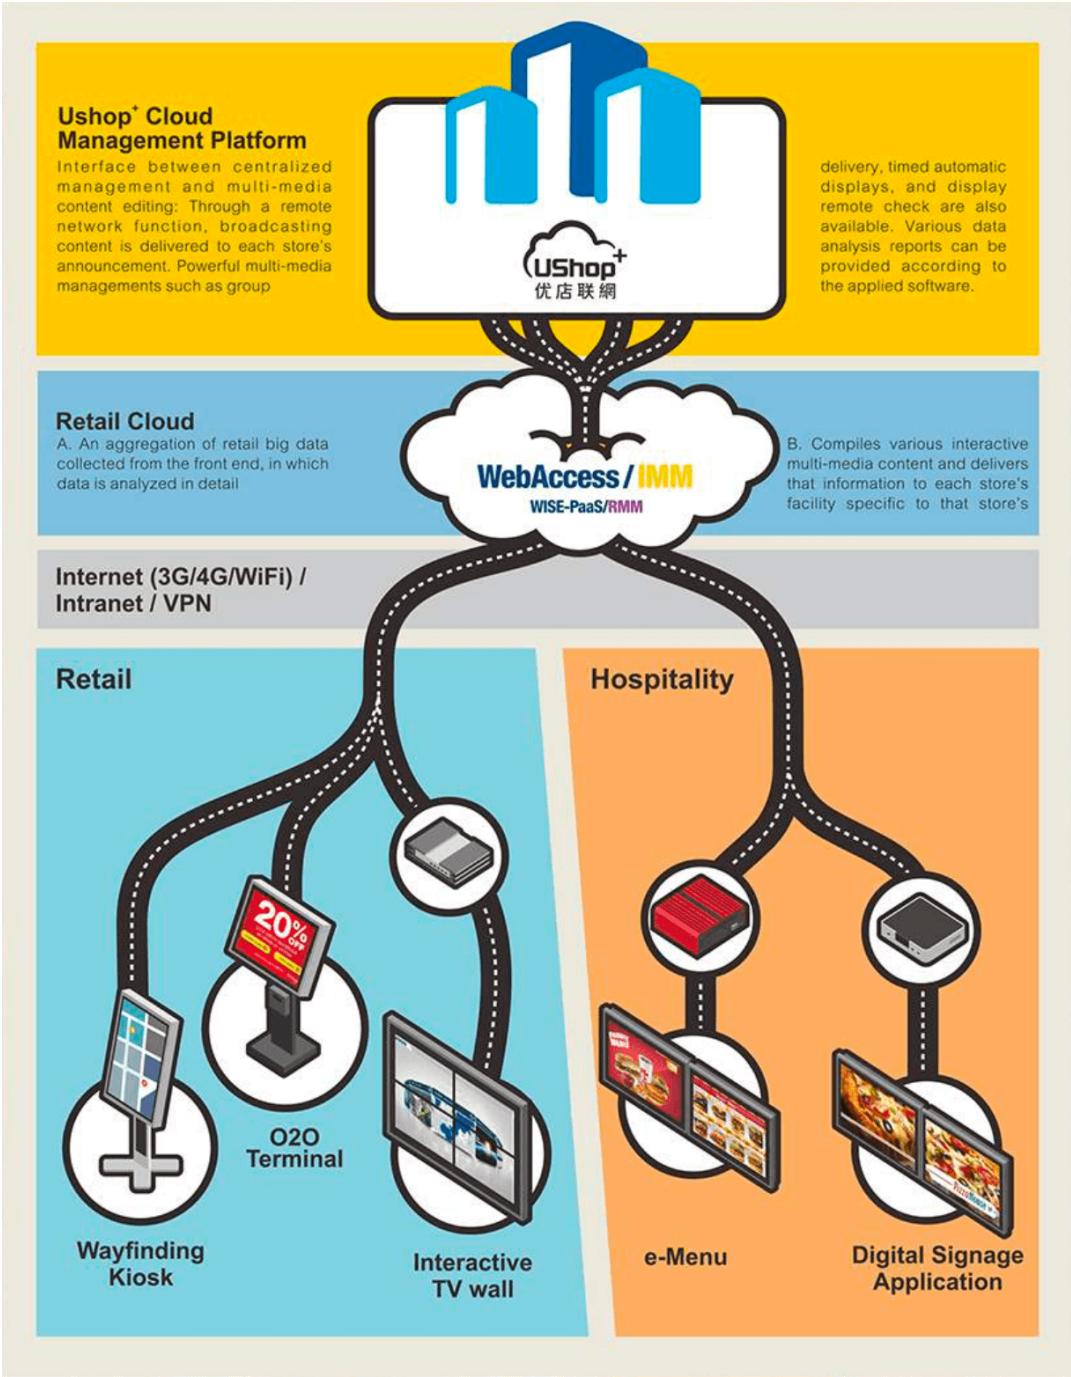 Ushop+ Cloud
Management Platform
Interface between centralized
management and multi-media
content editing: Through a remote
network function, broadcasting
content is delivered to each store's
announcement. Powerful multi-media
managements such as group
delivery, timed automatic
displays, and display
remote check are also
available. Various data
analysis reports can be
provided according to
the applied software.
UShop+
优店联網
Retail Cloud
A. An aggregation of retail big data
collected from the front end, in which
data is analyzed in detail
WebAccess / IMM
WISE-PaaS/RMM
B. Compiles various interactive
multi-media content and delivers
that information to each store's
facility specific to that store's
Internet (3G/4G/WiFi) /
Intranet / VPN
Retail
Hospitality
20%
OFF
O2O
Terminal
Wayfinding
Kiosk
Interactive
TV wall
e-Menu
Digital Signage
Application